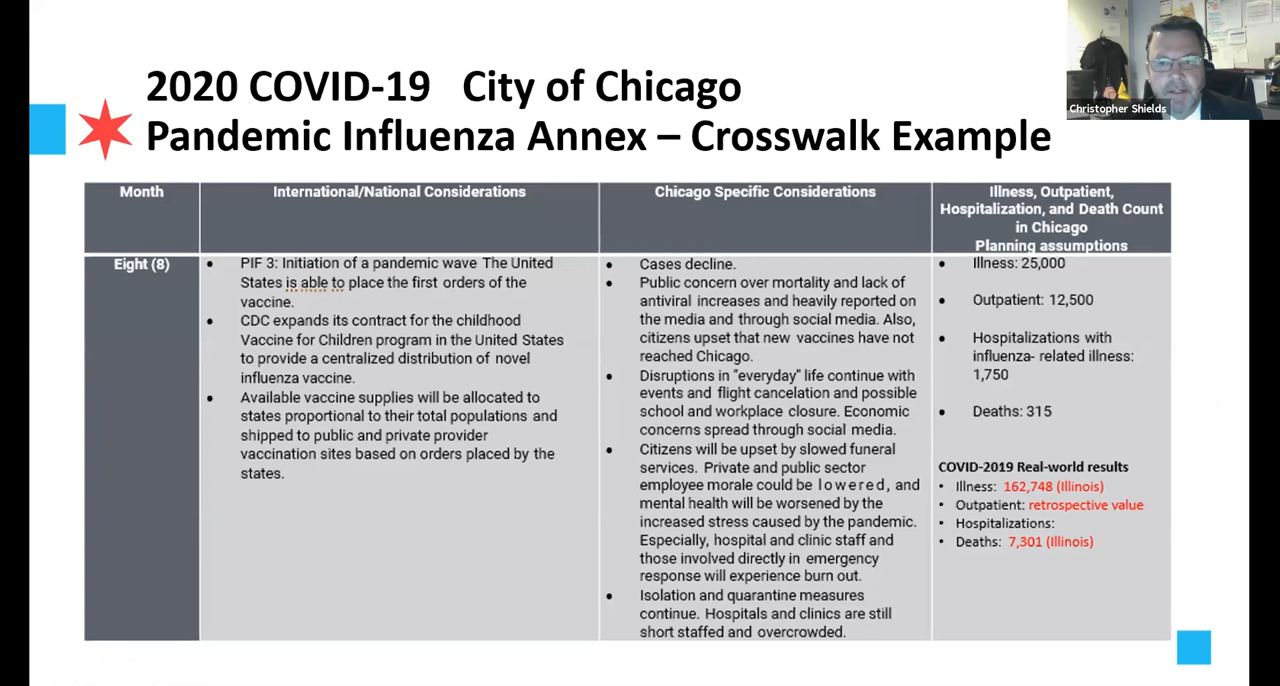 2020 COVID-19 City of Chicago
Pandemic Influenza Annex – Crosswalk Example
Christopher Shields
Month
International/National Considerations
Chicago Specific Considerations
Illness, Outpatient,
Hospitalization, and Death Count
in Chicago
Planning assumptions
Eight (8)
• PIF 3: Initiation of a pandemic wave The United
States is able to place the first orders of the
vaccine.
• CDC expands its contract for the childhood
Vaccine for Children program in the United States
to provide a centralized distribution of novel
influenza vaccine.
• Available vaccine supplies will be allocated to
states proportional to their total populations and
shipped to public and private provider
vaccination sites based on orders placed by the
states.
• Cases decline.
• Public concern over mortality and lack of
antiviral increases and heavily reported on
the media and through social media. Also,
citizens upset that new vaccines have not
reached Chicago.
• Disruptions in "everyday" life continue with
events and flight cancelation and possible
school and workplace closure. Economic
concerns spread through social media.
• Citizens will be upset by slowed funeral
services. Private and public sector
employee morale could be lowered, and
mental health will be worsened by the
increased stress caused by the pandemic.
Especially, hospital and clinic staff and
those involved directly in emergency
response will experience burn out.
• Isolation and quarantine measures
continue. Hospitals and clinics are still
short staffed and overcrowded.
• Illness: 25,000
• Outpatient: 12,500
• Hospitalizations with
influenza- related illness:
1,750
• Deaths: 315
COVID-2019 Real-world results
• Illness: 162,748 (Illinois)
• Outpatient: retrospective value
• Hospitalizations:
• Deaths: 7,301 (Illinois)